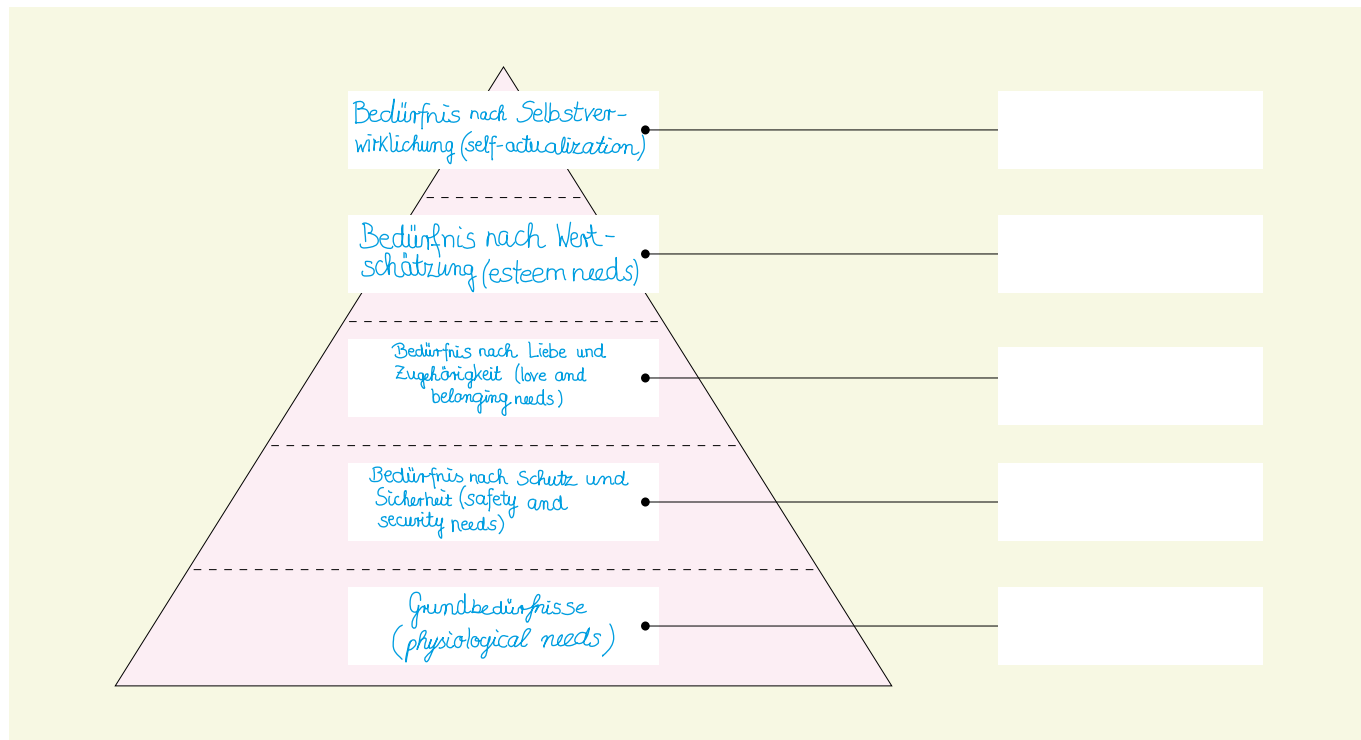 Bedürfnis nach Selbstver-
wirklichung (self-actualization)
Bedürfnis nach Wert-
schätzung (esteem needs)
Bedürfnis nach Liebe und
Zugehörigkeit (love and
belonging needs)
Bedürfnis nach Schutz und
Sicherheit (safety and
security needs)
Grundbedürfnisse
(physiological needs)